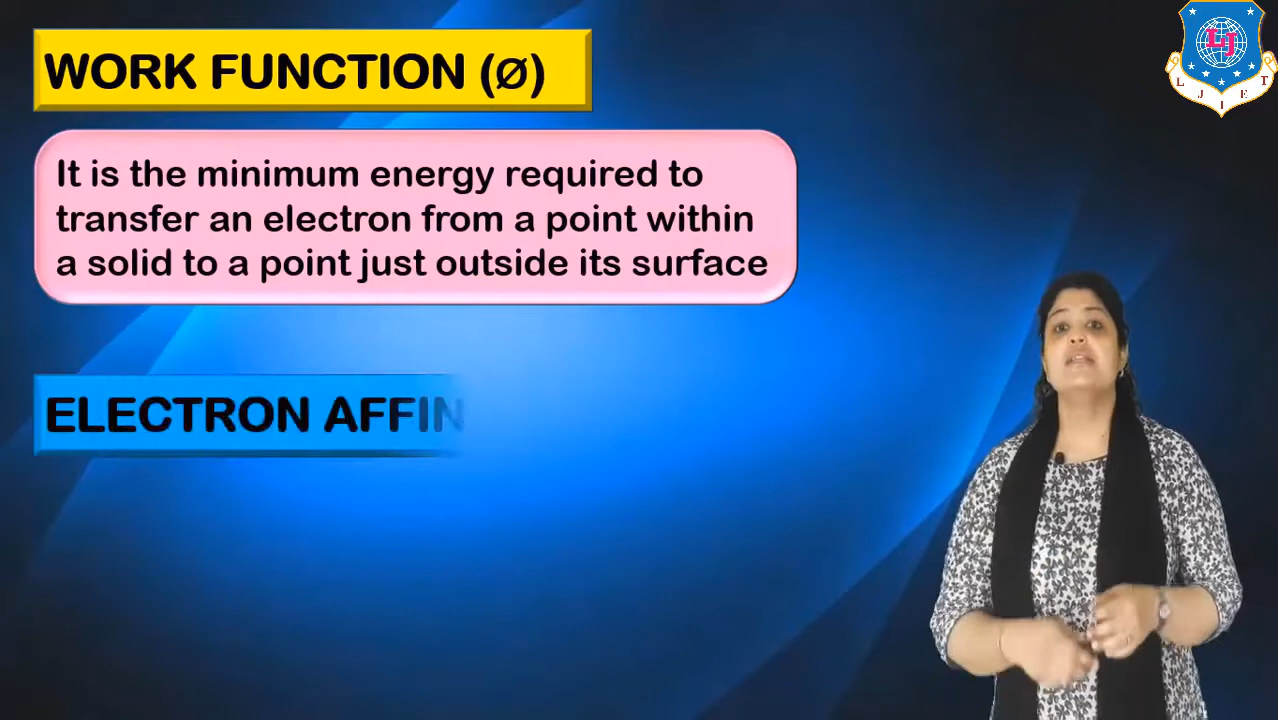 WORK FUNCTION (Ø)
It is the minimum energy required to
transfer an electron from a point within
a solid to a point just outside its surface
ELECTRON AFFIN
LJ
L J I E T